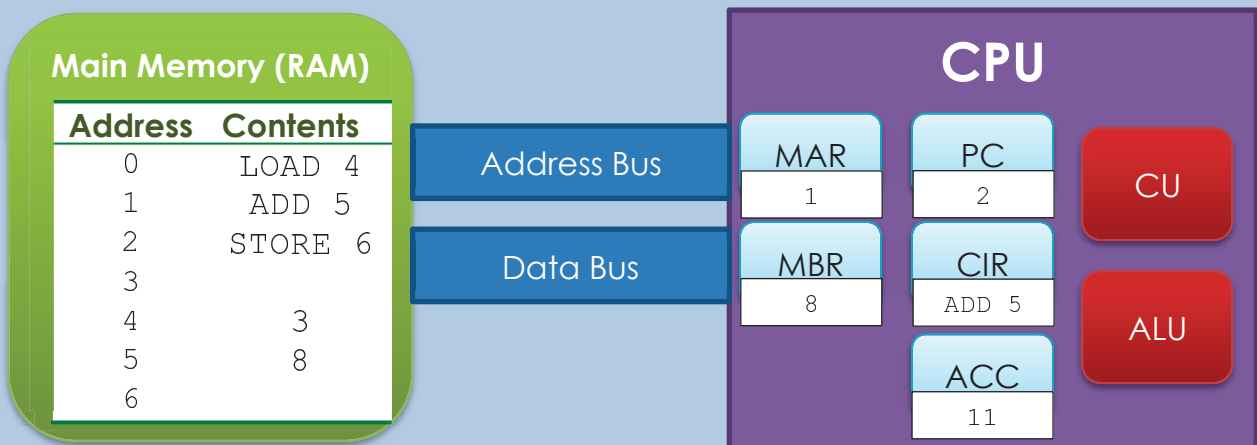 Main Memory (RAM)
Address Contents
0 LOAD 4
1 ADD 5
2 STORE 6
3
4 3
5 8
6
Address Bus
Data Bus
CPU
MAR
1
PC
2
CU
MBR
8
CIR
ADD 5
ALU
ACC
11